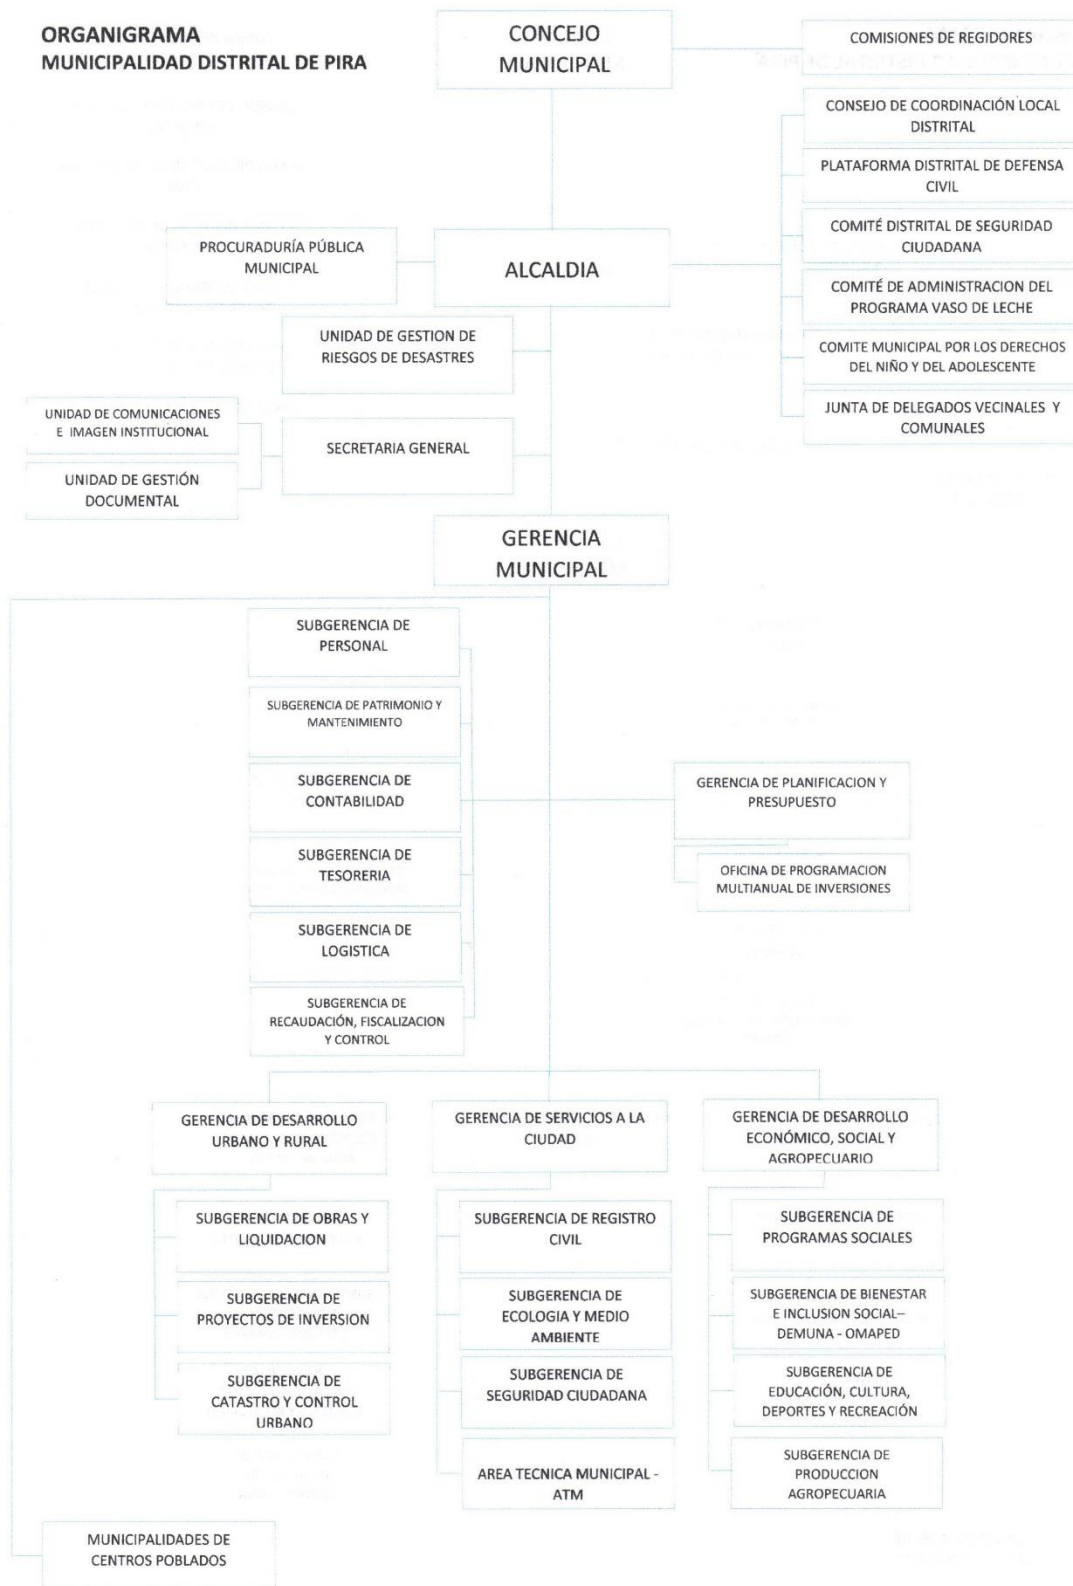 ORGANIGRAMA
MUNICIPALIDAD DISTRITAL DE PIRA
CONCEJO
MUNICIPAL
COMISIONES DE REGIDORES
CONSEJO DE COORDINACIÓN LOCAL
DISTRITAL
PLATAFORMA DISTRITAL DE DEFENSA
CIVIL
COMITÉ DISTRITAL DE SEGURIDAD
CIUDADANA
COMITÉ DE ADMINISTRACION DEL
PROGRAMA VASO DE LECHE
COMITE MUNICIPAL POR LOS DERECHOS
DEL NIÑO Y DEL ADOLESCENTE
JUNTA DE DELEGADOS VECINALES Y
COMUNALES
PROCURADURÍA PÚBLICA
MUNICIPAL
ALCALDIA
UNIDAD DE GESTION DE
RIESGOS DE DESASTRES
UNIDAD DE COMUNICACIONES
E IMAGEN INSTITUCIONAL
SECRETARIA GENERAL
UNIDAD DE GESTIÓN
DOCUMENTAL
GERENCIA
MUNICIPAL
SUBGERENCIA DE
PERSONAL
SUBGERENCIA DE PATRIMONIO Y
MANTENIMIENTO
SUBGERENCIA DE
CONTABILIDAD
SUBGERENCIA DE
TESORERIA
SUBGERENCIA DE
LOGISTICA
SUBGERENCIA DE
RECAUDACIÓN, FISCALIZACION
Y CONTROL
GERENCIA DE PLANIFICACION Y
PRESUPUESTO
OFICINA DE PROGRAMACION
MULTIANUAL DE INVERSIONES
GERENCIA DE DESARROLLO
URBANO Y RURAL
SUBGERENCIA DE OBRAS Y
LIQUIDACION
SUBGERENCIA DE
PROYECTOS DE INVERSION
SUBGERENCIA DE
CATASTRO Y CONTROL
URBANO
GERENCIA DE SERVICIOS A LA
CIUDAD
SUBGERENCIA DE REGISTRO
CIVIL
SUBGERENCIA DE
ECOLOGIA Y MEDIO
AMBIENTE
SUBGERENCIA DE
SEGURIDAD CIUDADANA
AREA TECNICA MUNICIPAL -
ATM
GERENCIA DE DESARROLLO
ECONÓMICO, SOCIAL Y
AGROPECUARIO
SUBGERENCIA DE
PROGRAMAS SOCIALES
SUBGERENCIA DE BIENESTAR
E INCLUSION SOCIAL–
DEMUNA - OMAPED
SUBGERENCIA DE
EDUCACIÓN, CULTURA,
DEPORTES Y RECREACIÓN
SUBGERENCIA DE
PRODUCCION
AGROPECUARIA
MUNICIPALIDADES DE
CENTROS POBLADOS